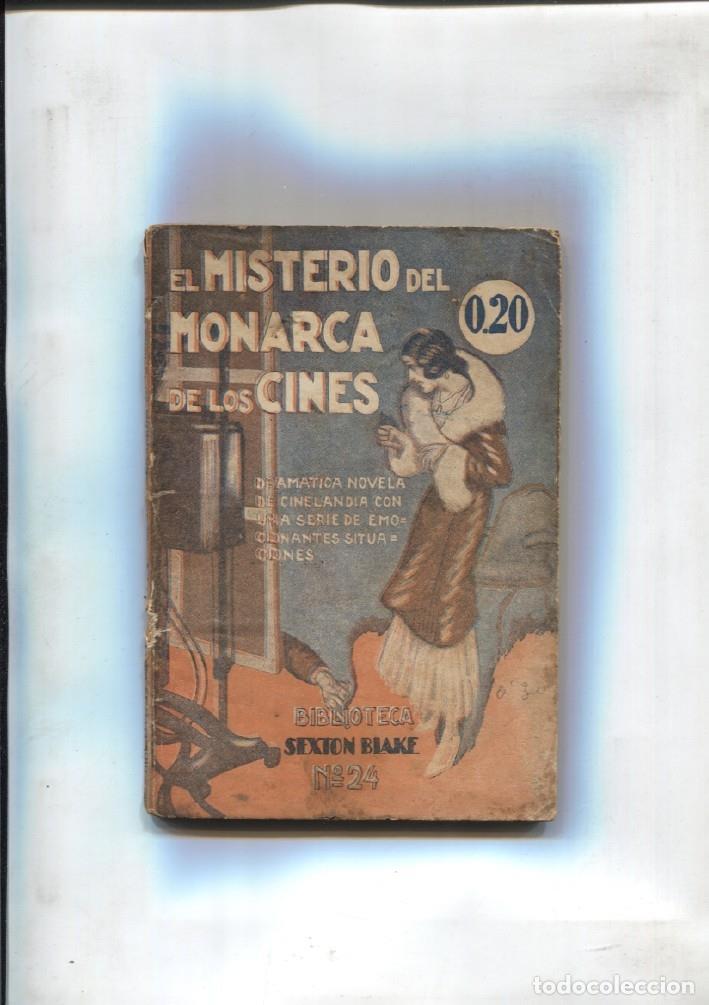 EL MISTERIO DEL
MONARCA
DE LOS CINES
0.20
DRAMATICA NOVELA
DE CINELANDIA CON
UNA SERIE DE EMO=
CIONANTES SITUA=
CIONES
BIBLIOTECA
SEXTON BLAKE
Nº 24
todocoleccion